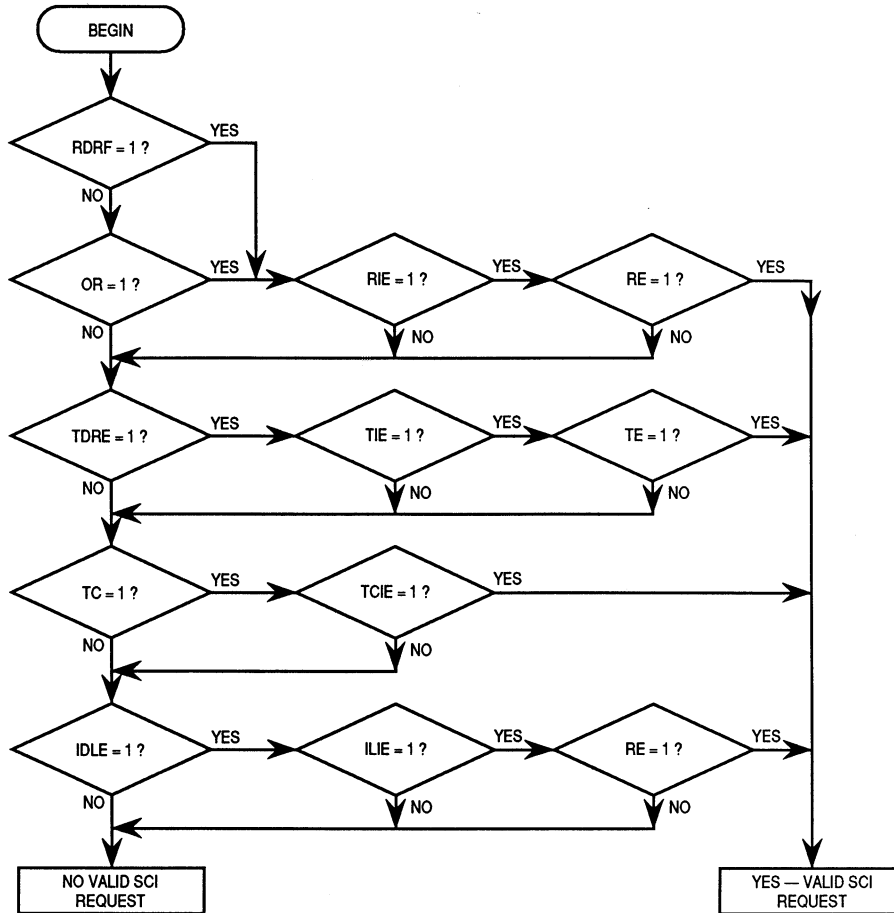 BEGIN
RDRF = 1 ?
YES
NO
OR = 1 ?
YES
RIE = 1 ?
YES
RE = 1 ?
YES
NO
NO
NO
TDRE = 1 ?
YES
TIE = 1 ?
YES
TE = 1 ?
YES
NO
NO
NO
TC = 1 ?
YES
TCIE = 1 ?
YES
NO
NO
IDLE = 1 ?
YES
ILIE = 1 ?
YES
RE = 1 ?
YES
NO
NO
NO
NO VALID SCI
REQUEST
YES — VALID SCI
REQUEST